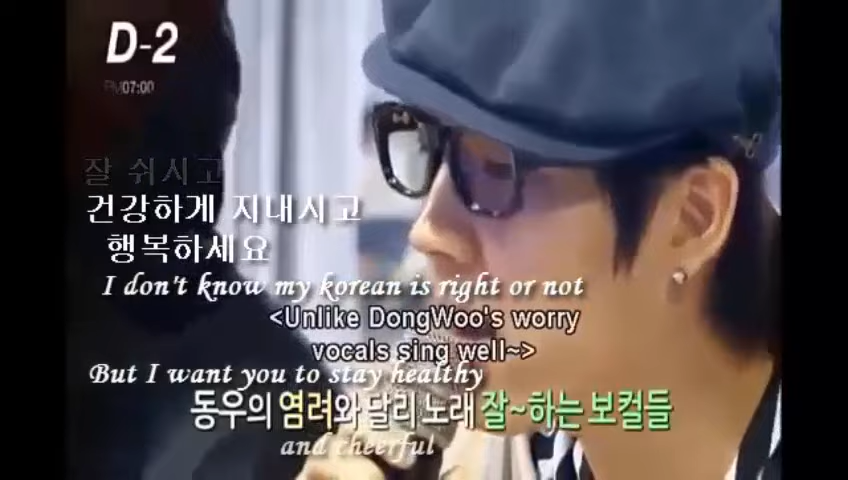 D-2
PM07:00
잘 쉬시고
건강하게 지내시고
행복하세요
I don't know my korean is right or not
<Unlike DongWoo's worry
vocals sing well~>
But I want you to stay healthy
동우의 염려와 달리 노래 잘~하는 보컬들
and cheerful